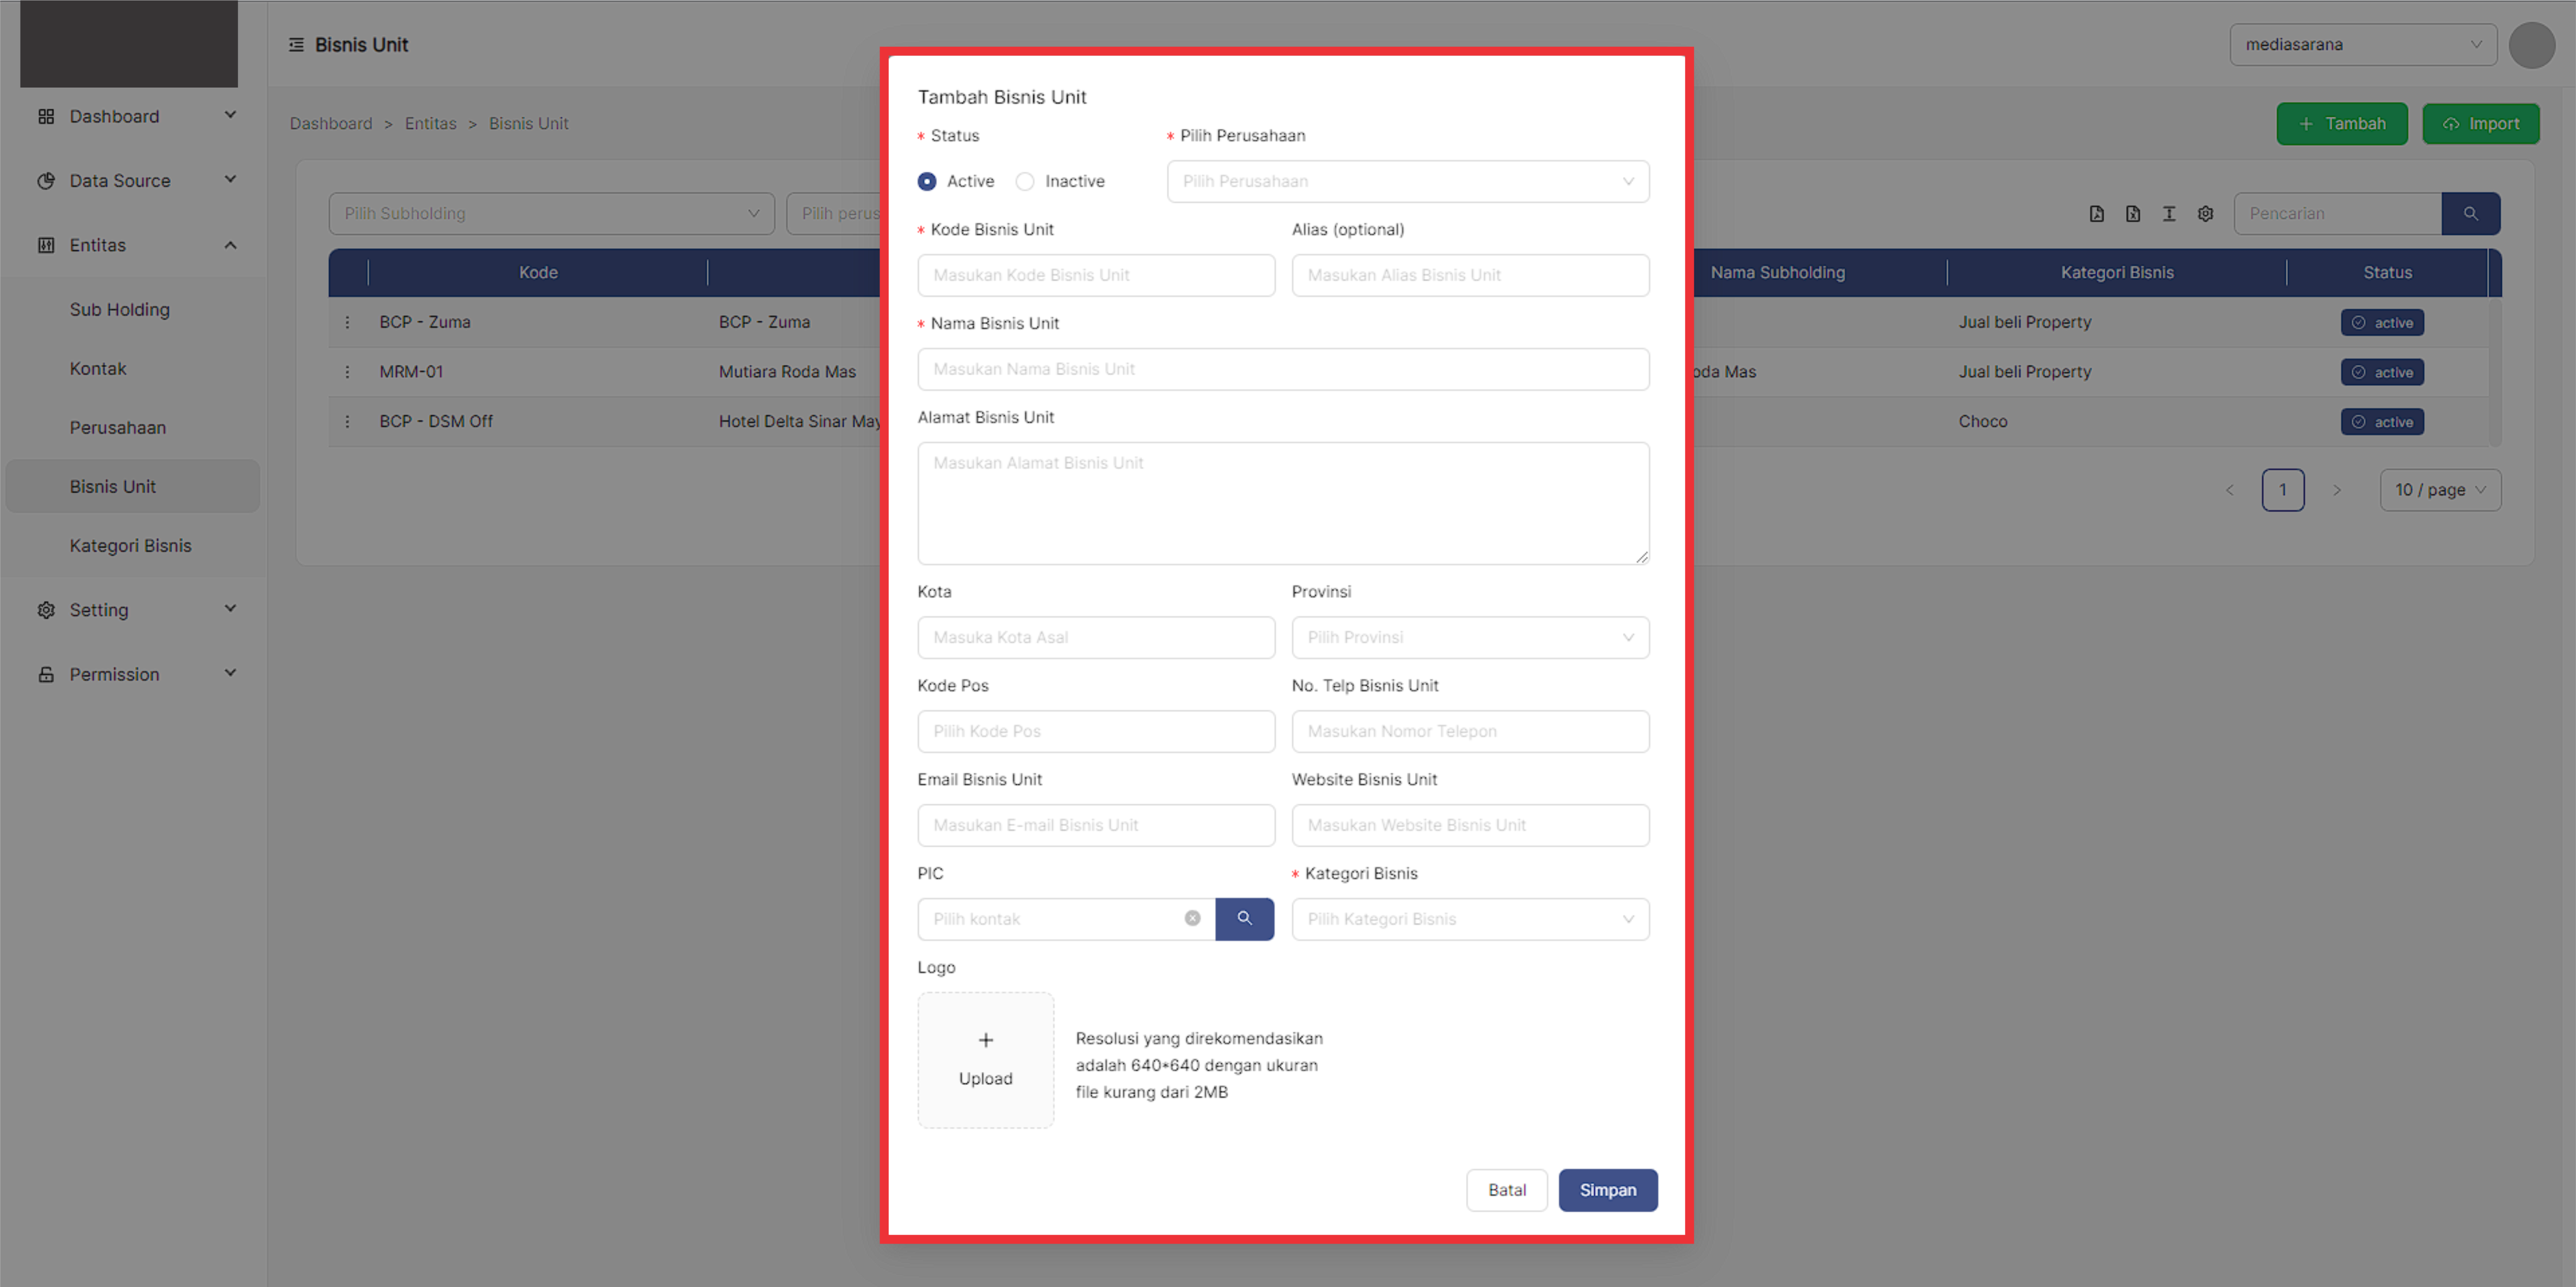 Bisnis Unit
mediasarana
Dashboard
Data Source
Entitas
Sub Holding
Kontak
Perusahaan
Bisnis Unit
Kategori Bisnis
Setting
Permission
Dashboard > Entitas > Bisnis Unit
+ Tambah
Import
Pilih Subholding
Pilih perus
Pencarian
Kode
Nama Subholding
Kategori Bisnis
Status
BCP - Zuma
BCP - Zuma
Jual beli Property
active
MRM-01
Mutiara Roda Mas
oda Mas
Jual beli Property
active
BCP - DSM Off
Hotel Delta Sinar May
Choco
active
< 1 >
10 / page
Tambah Bisnis Unit
* Status
* Pilih Perusahaan
Active
Inactive
Pilih Perusahaan
* Kode Bisnis Unit
Alias (optional)
Masukan Kode Bisnis Unit
Masukan Alias Bisnis Unit
* Nama Bisnis Unit
Masukan Nama Bisnis Unit
Alamat Bisnis Unit
Masukan Alamat Bisnis Unit
Kota
Provinsi
Masuka Kota Asal
Pilih Provinsi
Kode Pos
No. Telp Bisnis Unit
Pilih Kode Pos
Masukan Nomor Telepon
Email Bisnis Unit
Website Bisnis Unit
Masukan E-mail Bisnis Unit
Masukan Website Bisnis Unit
PIC
* Kategori Bisnis
Pilih kontak
Pilih Kategori Bisnis
Logo
+
Upload
Resolusi yang direkomendasikan
adalah 640*640 dengan ukuran
file kurang dari 2MB
Batal
Simpan